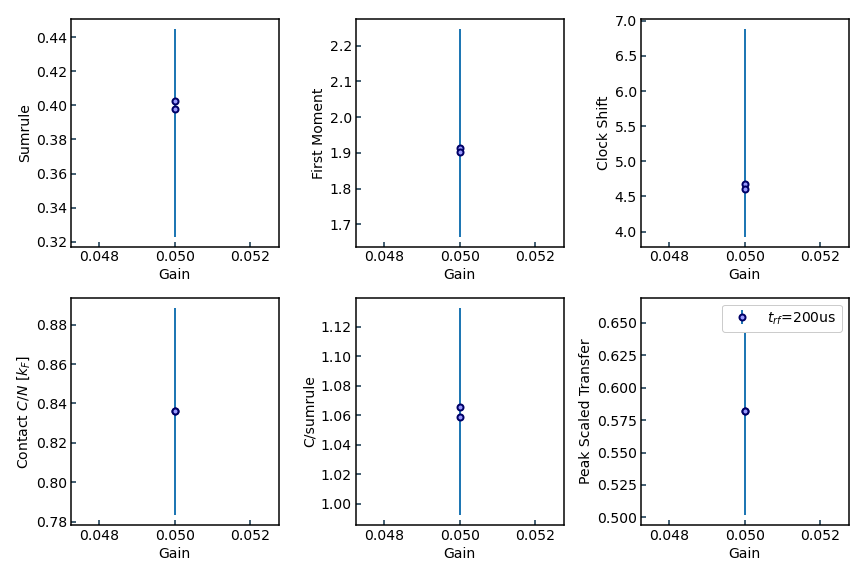 0.44
0.42
0.40
0.38
0.36
0.34
0.32
Sumrule
0.048 0.050 0.052
Gain
2.2
2.1
2.0
1.9
1.8
1.7
First Moment
0.048 0.050 0.052
Gain
7.0
6.5
6.0
5.5
5.0
4.5
4.0
Clock Shift
0.048 0.050 0.052
Gain
0.88
0.86
0.84
0.82
0.80
0.78
Contact C/N [k_F]
0.048 0.050 0.052
Gain
1.12
1.10
1.08
1.06
1.04
1.02
1.00
C/sumrule
0.048 0.050 0.052
Gain
t_rf=200us
0.650
0.625
0.600
0.575
0.550
0.525
0.500
Peak Scaled Transfer
0.048 0.050 0.052
Gain